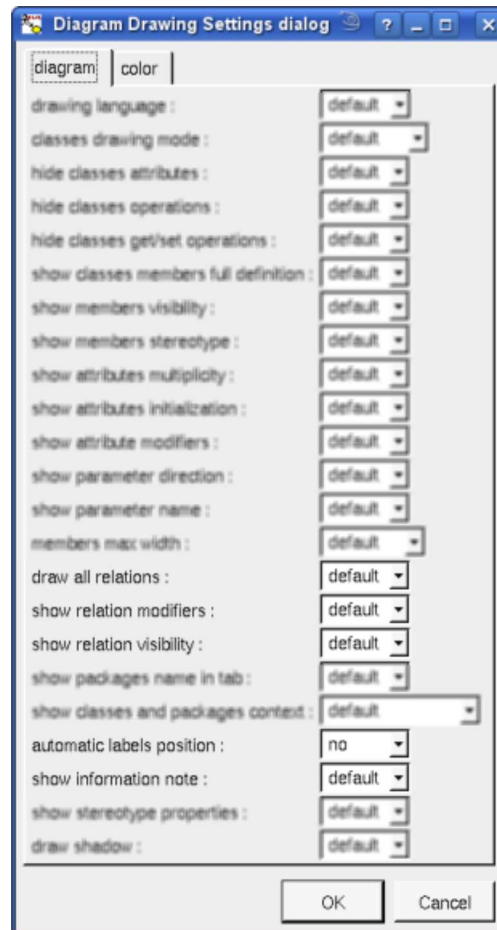 Diagram Drawing Settings dialog
diagram color
drawing language : default
classes drawing mode : default
hide classes attributes : default
hide classes operations : default
hide classes get/set operations : default
show classes members full definition : default
show members visibility : default
show members stereotype : default
show attributes multiplicity : default
show attributes initialization : default
show attribute modifiers : default
show parameter direction : default
show parameter name : default
members max width : default
draw all relations : default
show relation modifiers : default
show relation visibility : default
show packages name in tab : default
show classes and packages context : default
automatic labels position : no
show information note : default
show stereotype properties : default
draw shadow : default
OK Cancel